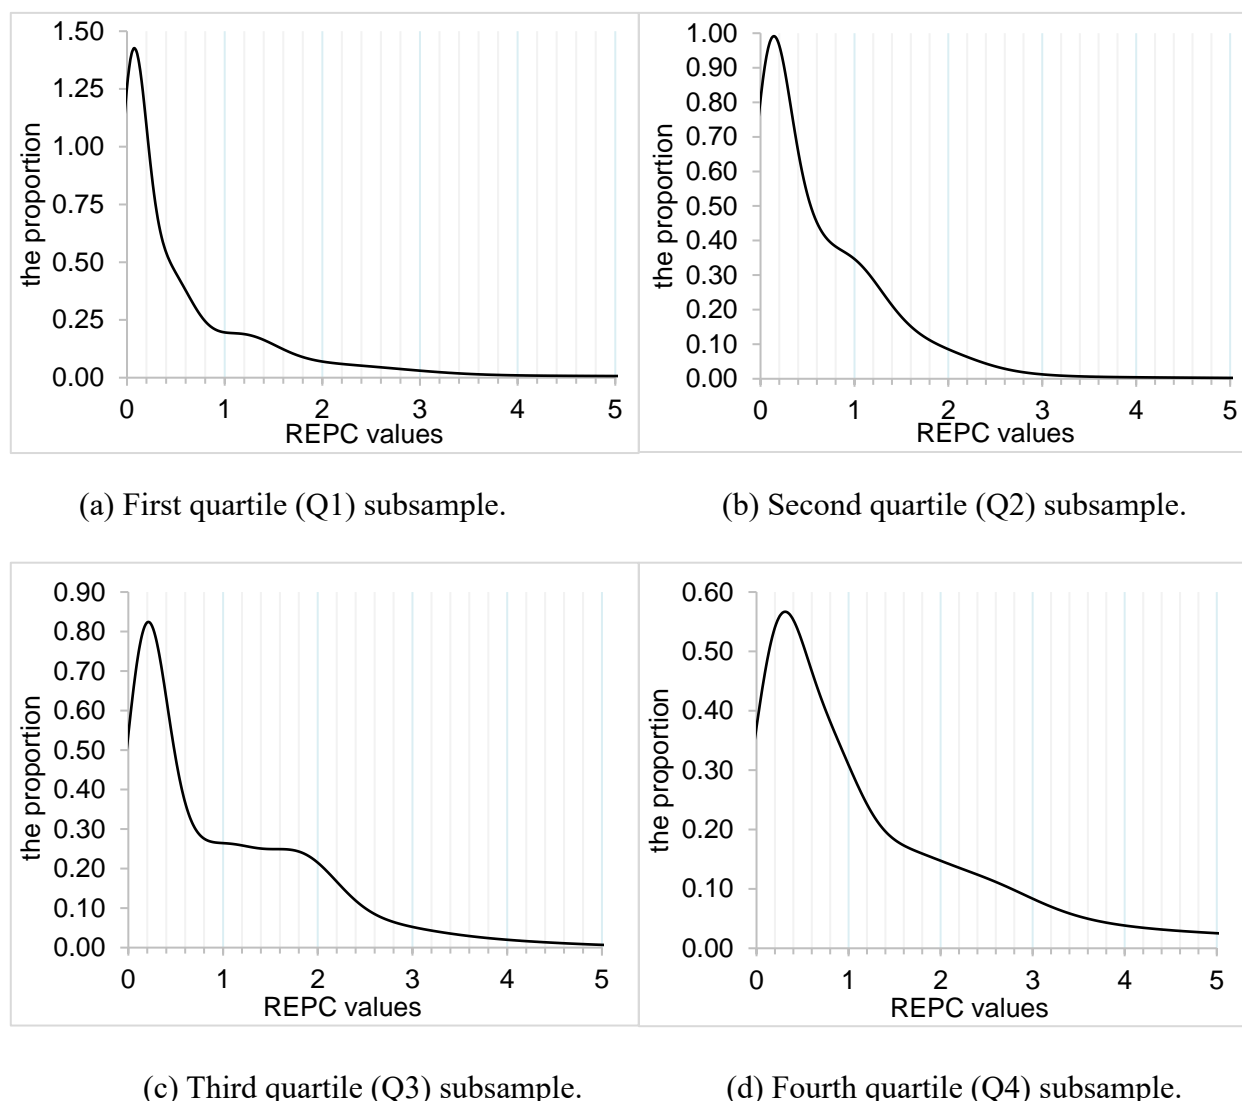 1.50
1.25
1.00
0.75
0.50
0.25
0.00
the proportion
0 1 2 3 4 5
REPC values
1.00
0.90
0.80
0.70
0.60
0.50
0.40
0.30
0.20
0.10
0.00
the proportion
0 1 2 3 4 5
REPC values
(a) First quartile (Q1) subsample.
(b) Second quartile (Q2) subsample.
0.90
0.80
0.70
0.60
0.50
0.40
0.30
0.20
0.10
0.00
the proportion
0 1 2 3 4 5
REPC values
0.60
0.50
0.40
0.30
0.20
0.10
0.00
the proportion
0 1 2 3 4 5
REPC values
(c) Third quartile (Q3) subsample.
(d) Fourth quartile (Q4) subsample.